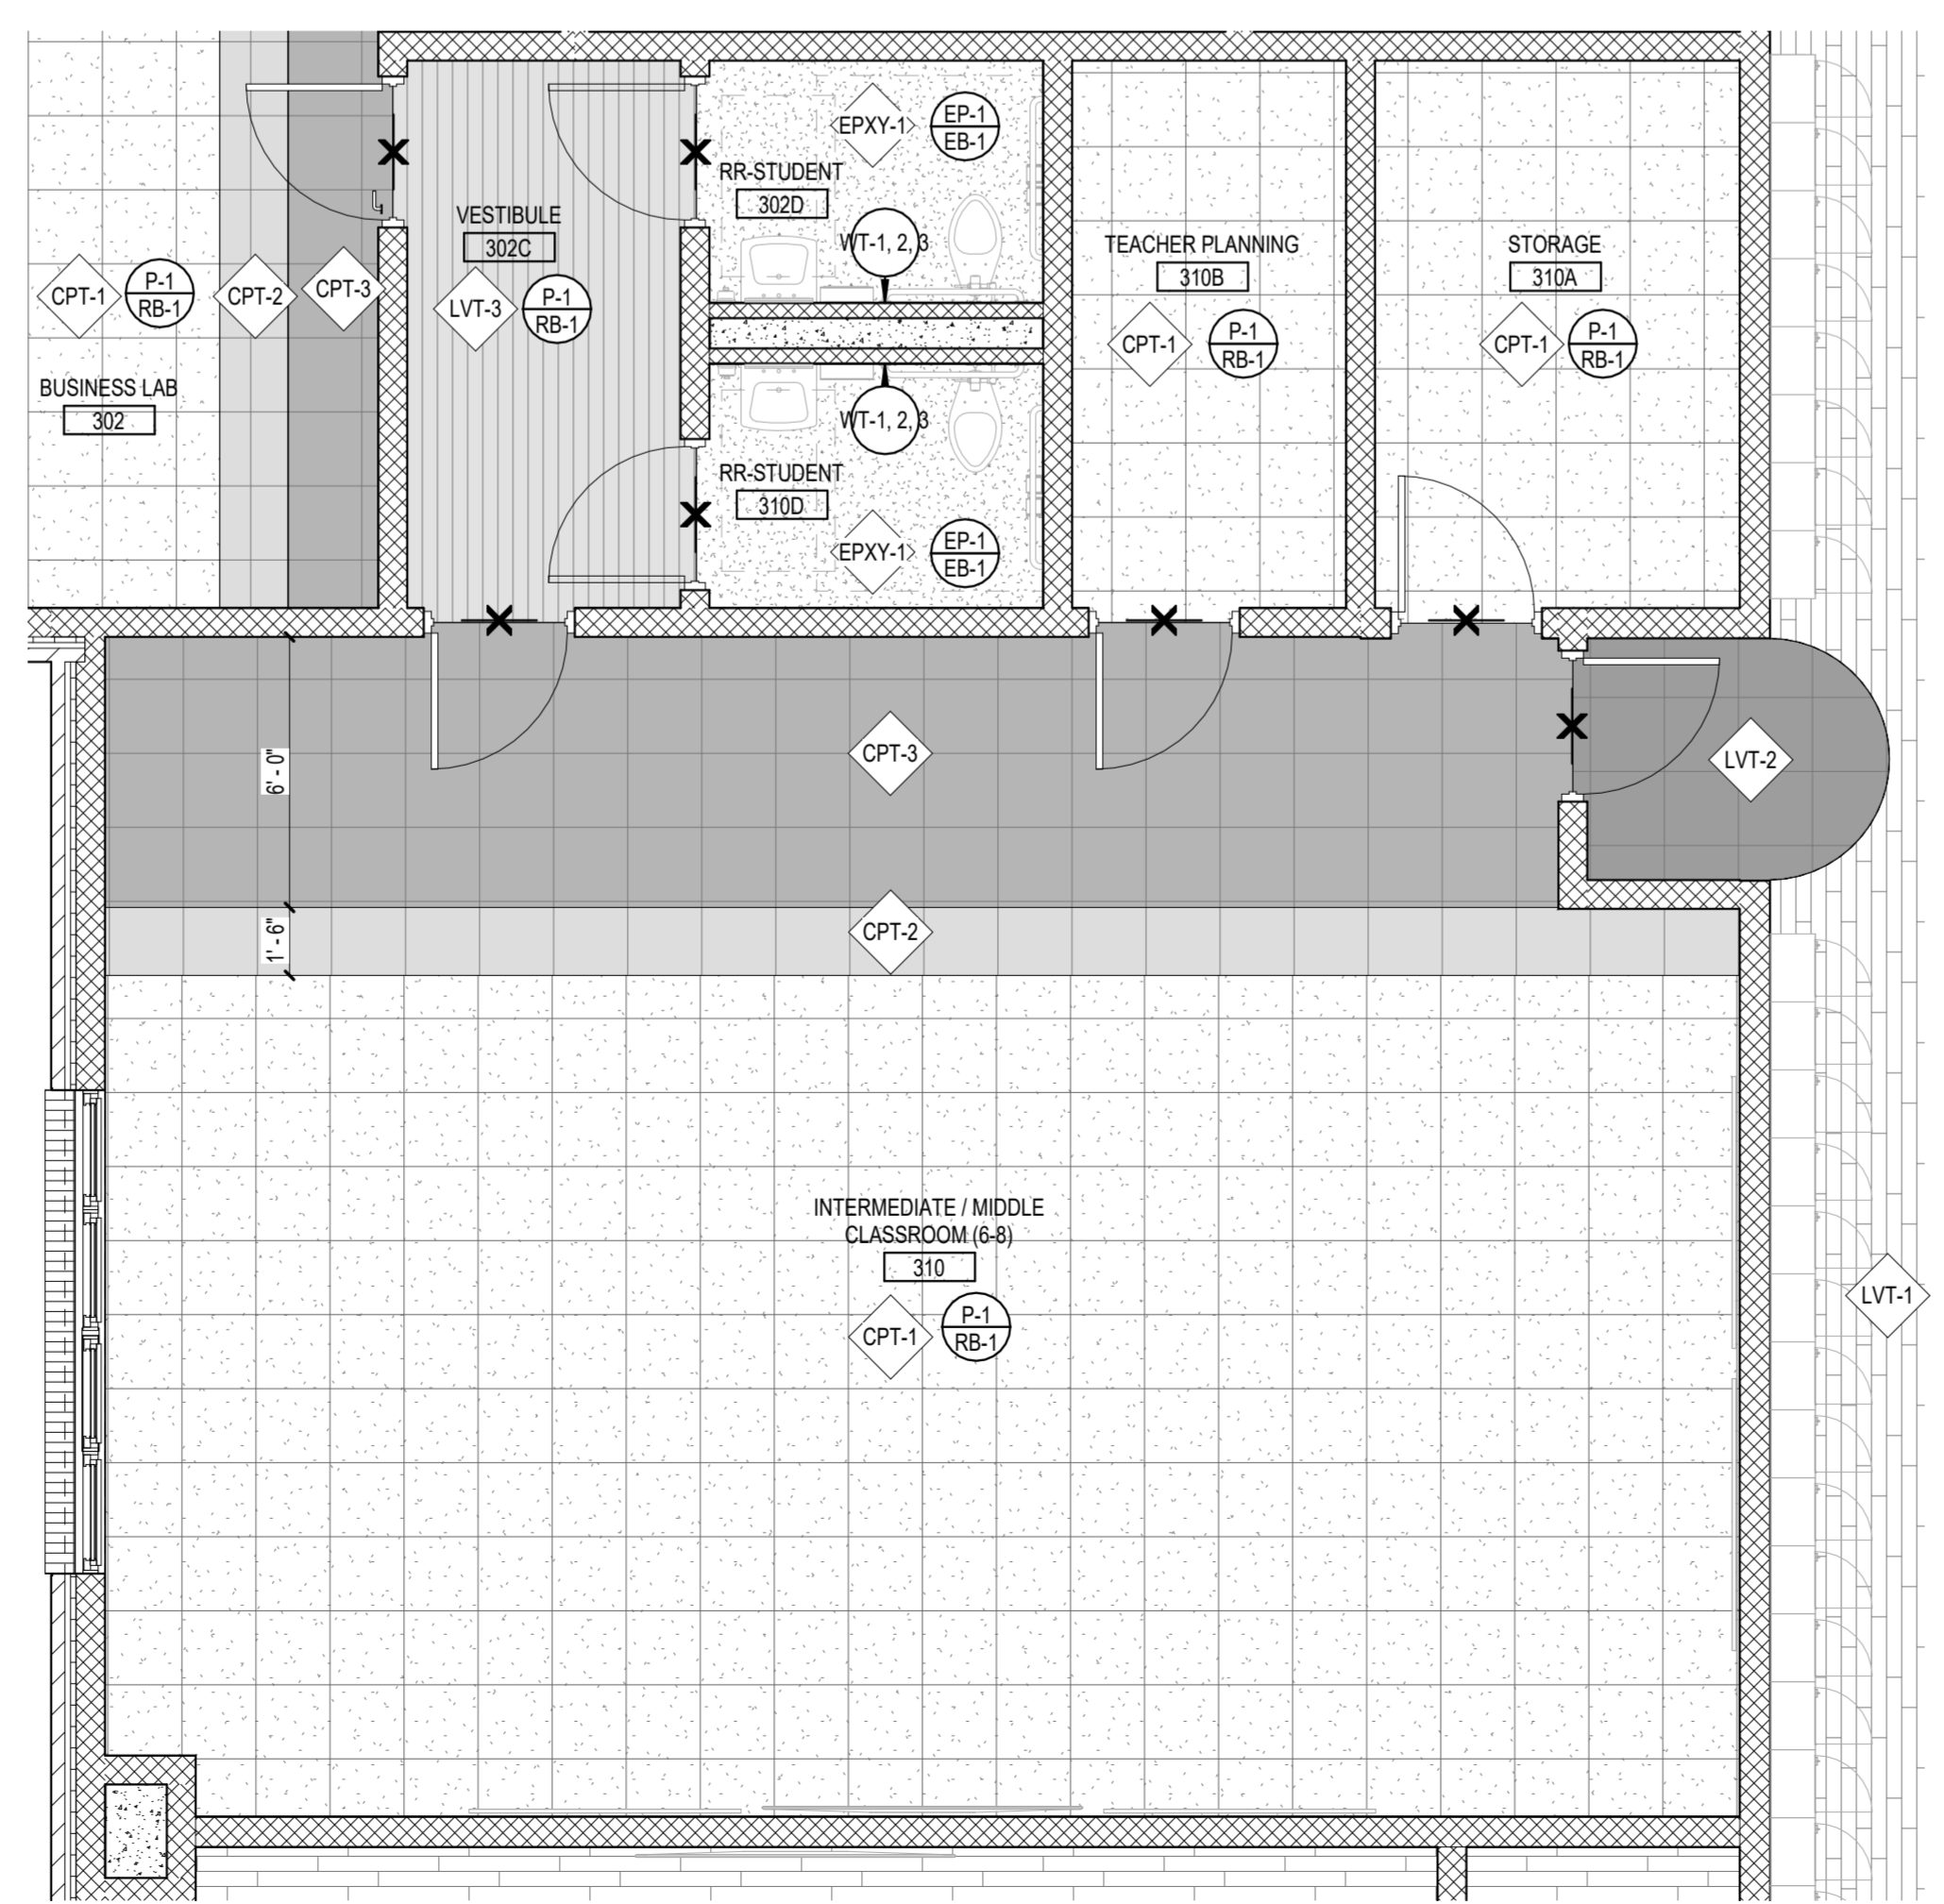 EPXY-1
EP-1
EB-1
RR-STUDENT
302D
VESTIBULE
302C
WT-1, 2, 3
TEACHER PLANNING
310B
STORAGE
310A
CPT-1
P-1
RB-1
CPT-2
CPT-3
LVT-3
P-1
RB-1
CPT-1
P-1
RB-1
CPT-1
P-1
RB-1
BUSINESS LAB
302
WT-1, 2, 3
RR-STUDENT
310D
EPXY-1
EP-1
EB-1
6' - 0"
CPT-3
LVT-2
1' - 6"
CPT-2
INTERMEDIATE / MIDDLE
CLASSROOM (6-8)
310
CPT-1
P-1
RB-1
LVT-1